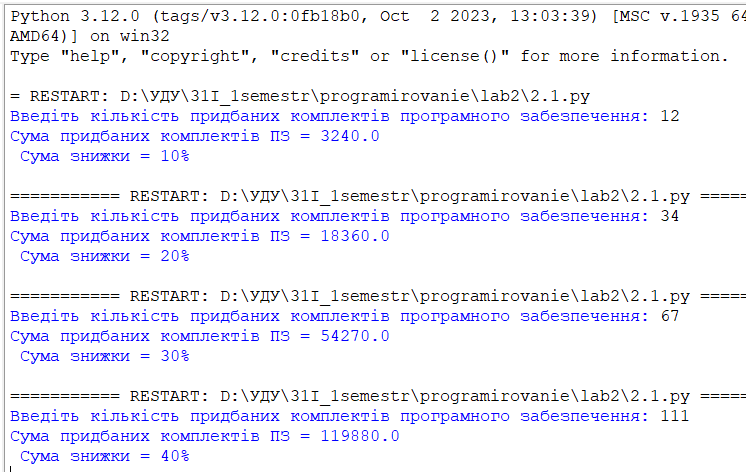 Python 3.12.0 (tags/v3.12.0:0fb18b0, Oct  2 2023, 13:03:39) [MSC v.1935 64
AMD64)] on win32
Type "help", "copyright", "credits" or "license()" for more information.
= RESTART: D:\УДУ\31І_1semestr\programirovanie\lab2\2.1.py
Введіть кількість придбаних комплектів програмного забезпечення: 12
Сума придбаних комплектів ПЗ = 3240.0
 Сума знижки = 10%
=========== RESTART: D:\УДУ\31І_1semestr\programirovanie\lab2\2.1.py =====
Введіть кількість придбаних комплектів програмного забезпечення: 34
Сума придбаних комплектів ПЗ = 18360.0
 Сума знижки = 20%
=========== RESTART: D:\УДУ\31І_1semestr\programirovanie\lab2\2.1.py =====
Введіть кількість придбаних комплектів програмного забезпечення: 67
Сума придбаних комплектів ПЗ = 54270.0
 Сума знижки = 30%
=========== RESTART: D:\УДУ\31І_1semestr\programirovanie\lab2\2.1.py =====
Введіть кількість придбаних комплектів програмного забезпечення: 111
Сума придбаних комплектів ПЗ = 119880.0
 Сума знижки = 40%